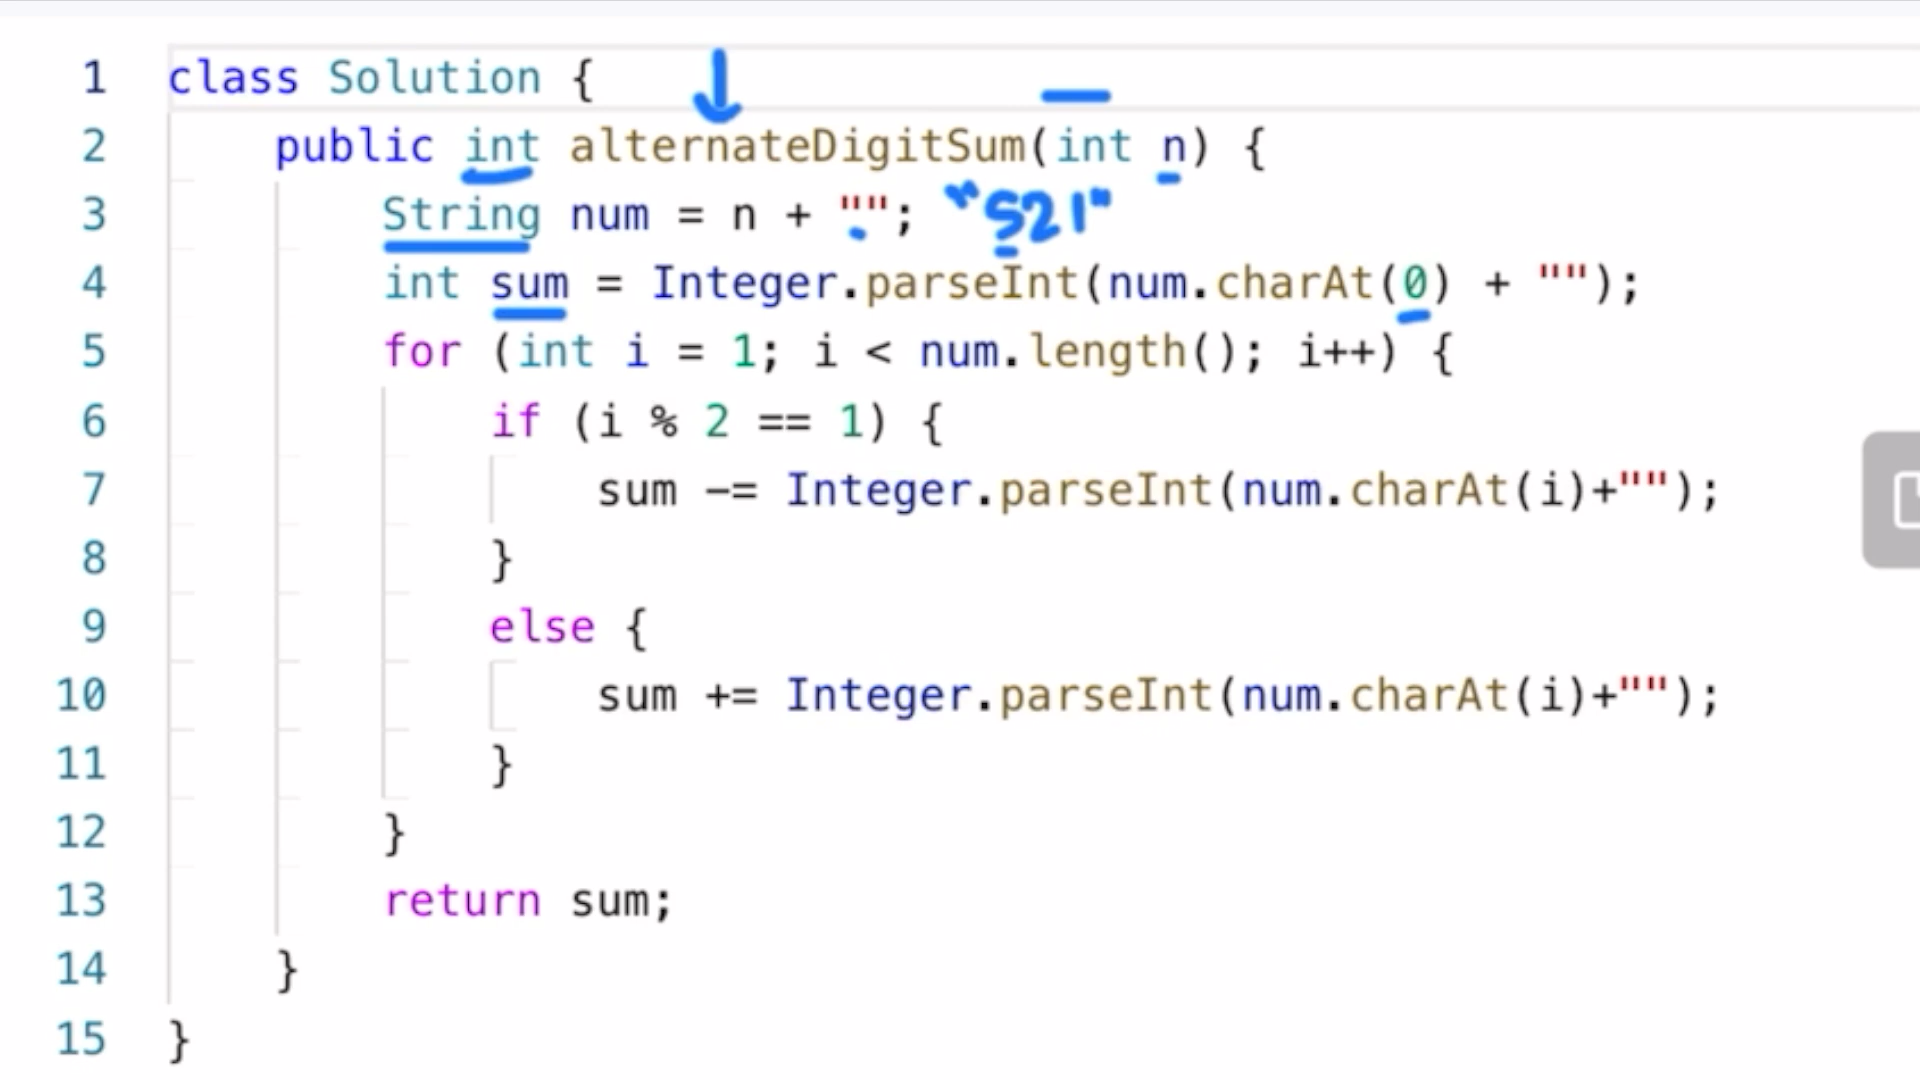 1 class Solution {
2 public int alternateDigitSum(int n) {
3 String num = n + ""; "521"
4 int sum = Integer.parseInt(num.charAt(0) + "");
5 for (int i = 1; i < num.length(); i++) {
6 if (i % 2 == 1) {
7 sum -= Integer.parseInt(num.charAt(i)+"");
8 }
9 else {
10 sum += Integer.parseInt(num.charAt(i)+"");
11 }
12 }
13 return sum;
14 }
15 }